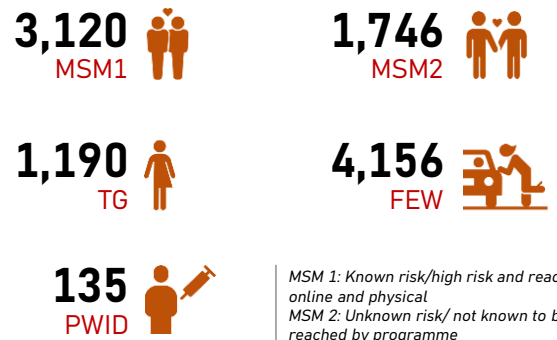 3,120
MSM1
1,746
MSM2
1,190
TG
4,156
FEW
135
PWID
MSM 1: Known risk/high risk and
online and physical
MSM 2: Unknown risk/ not known to
reached by programme